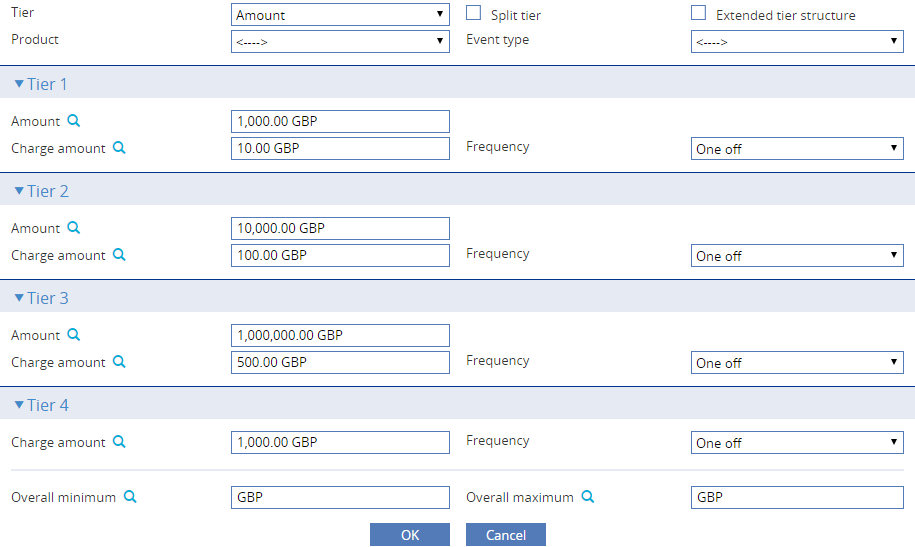 Tier Amount Split tier Extended tier structure
Product <----> Event type <---->
Tier 1
Amount 1,000.00 GBP
Charge amount 10.00 GBP Frequency One off
Tier 2
Amount 10,000.00 GBP
Charge amount 100.00 GBP Frequency One off
Tier 3
Amount 1,000,000.00 GBP
Charge amount 500.00 GBP Frequency One off
Tier 4
Charge amount 1,000.00 GBP Frequency One off
Overall minimum GBP Overall maximum GBP
OK Cancel